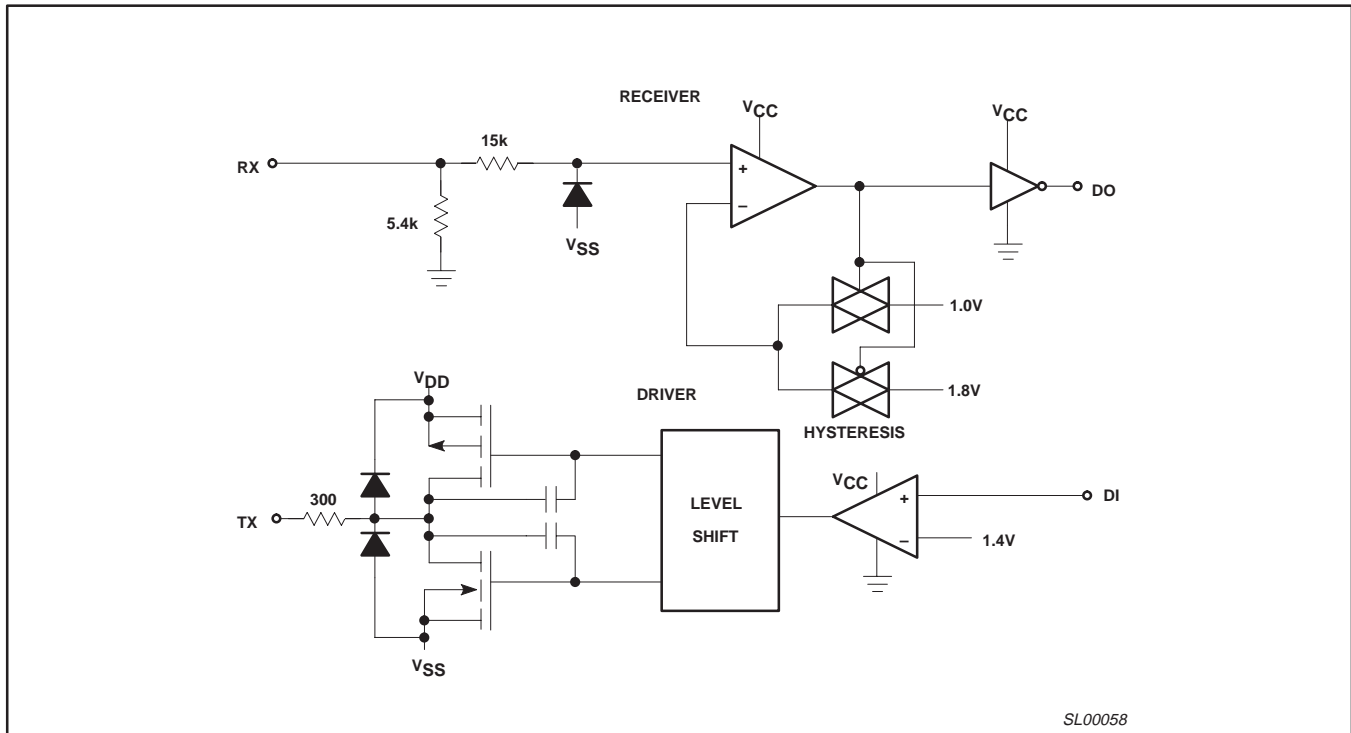 RECEIVER
VCC
VCC
15k
RX
+
DO
5.4k
–
VSS
1.0V
VDD
DRIVER
1.8V
HYSTERESIS
VCC
300
LEVEL
SHIFT
+
DI
TX
–
1.4V
VSS
SL00058